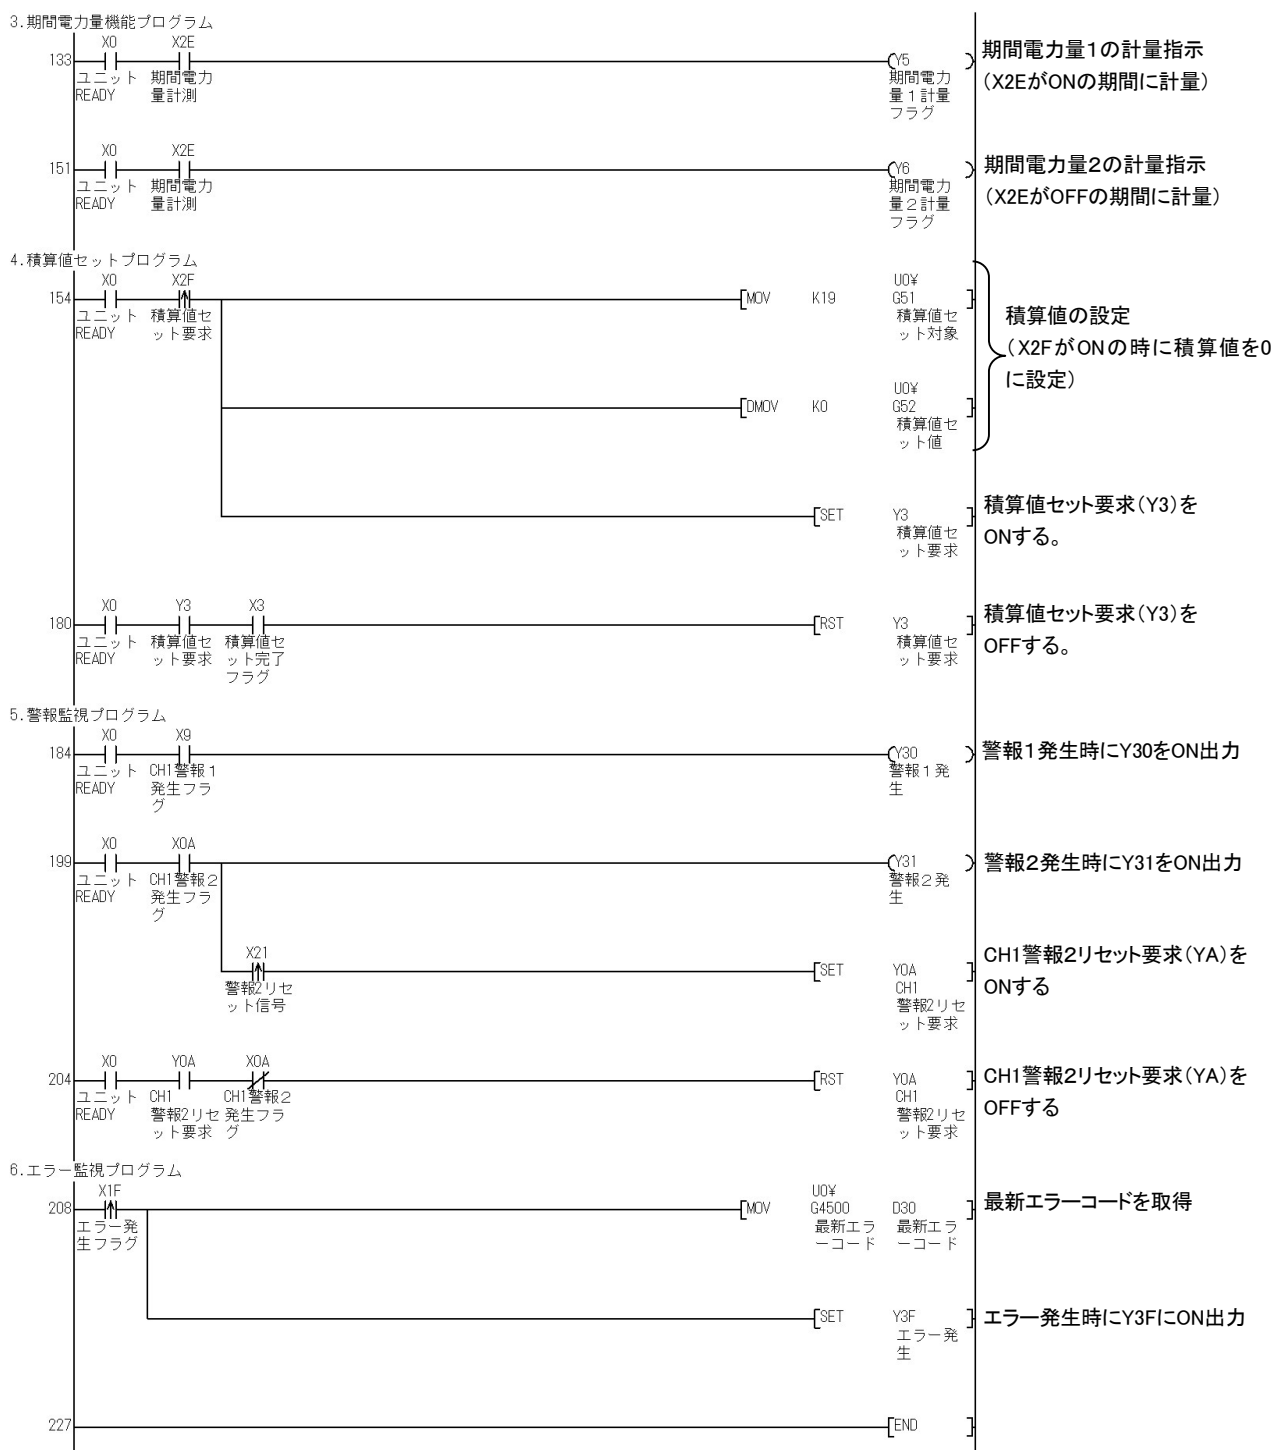 3.期間電力量機能プログラム
X0 X2E
133 Y5 期間電力量1の計量指示
ユニット 期間電力 期間電力 (X2EがONの期間に計量)
READY 量計測 量1計量
フラグ
X0 X2E
151 Y6 期間電力量2の計量指示
ユニット 期間電力 期間電力 (X2EがOFFの期間に計量)
READY 量計測 量2計量
フラグ
4.積算値セットプログラム
X0 X2F U0¥
154 MOV K19 G51
ユニット 積算値セ 積算値セ 積算値の設定
READY ット要求 ット対象 (X2FがONの時に積算値を0
に設定)
U0¥
DMOV K0 G52
積算値セ
ット値
SET Y3 積算値セット要求(Y3)を
積算値セ ONする。
ット要求
X0 Y3 X3
180 RST Y3 積算値セット要求(Y3)を
ユニット 積算値セ 積算値セ 積算値セ OFFする。
READY ット要求 ット完了 ット要求
フラグ
5.警報監視プログラム
X0 X9
184 Y30 警報1発生時にY30をON出力
ユニット CH1警報1 警報1発
READY 発生フラ 生
グ
X0 X0A
199 Y31 警報2発生時にY31をON出力
ユニット CH1警報2 警報2発
READY 発生フラ 生
グ
X21 CH1警報2リセット要求(YA)を
SET Y0A ONする
警報2リセ CH1
ット信号 警報2リセ
ット要求
X0 Y0A X0A
204 RST Y0A CH1警報2リセット要求(YA)を
ユニット CH1 CH1警報2 CH1 OFFする
READY 警報2リセ 発生フラ 警報2リセ
ット要求 グ ット要求
6.エラー監視プログラム
X1F U0¥
208 MOV G4500 D30 最新エラーコードを取得
エラー発 最新エラ 最新エラ
生フラグ ーコード ーコード
SET Y3F エラー発生時にY3FにON出力
エラー発
生
227 END